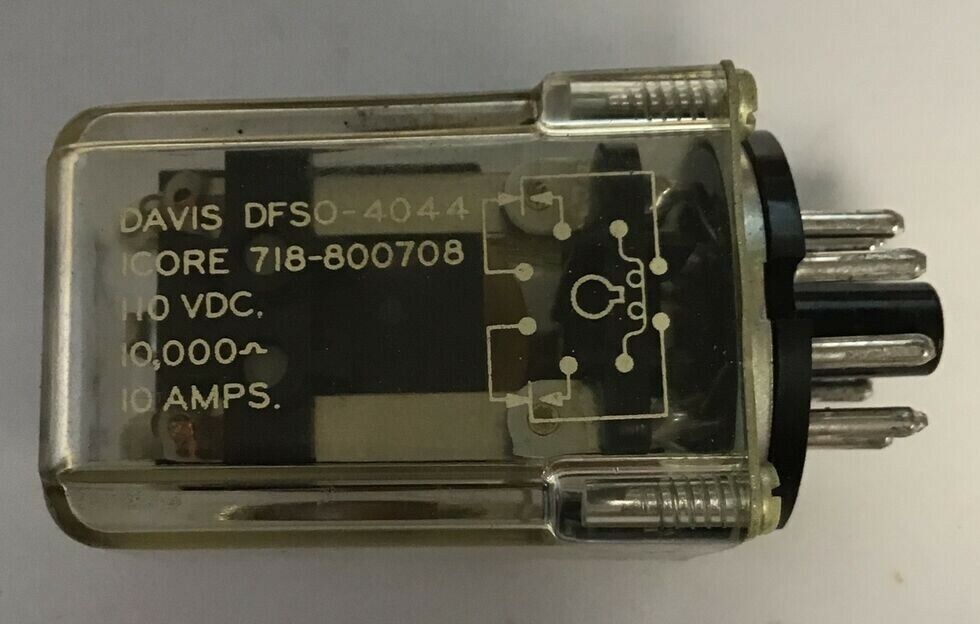 DAVIS DFSO-4044
ICORE 718-800708
110 VDC.
10,000~
10 AMPS.